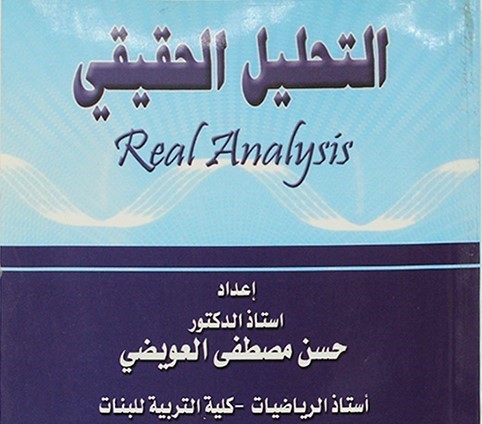 التحليل الحقيقي
Real Analysis
إعداد
استاذ الدكتور
حسن مصطفى العويضي
أستاذ الرياضيات - كلية التربية للبنات